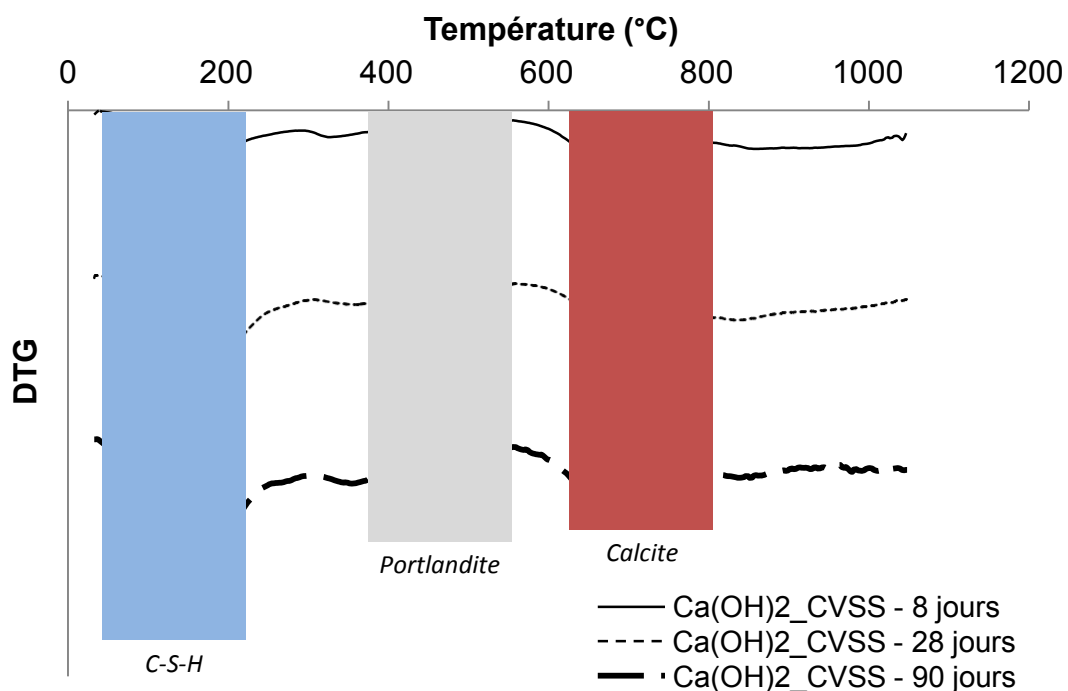 Température (°C)
0 200 400 600 800 1000 1200
DTG
Portlandite
Calcite
C-S-H
Ca(OH)2_CVSS - 8 jours
Ca(OH)2_CVSS - 28 jours
Ca(OH)2_CVSS - 90 jours